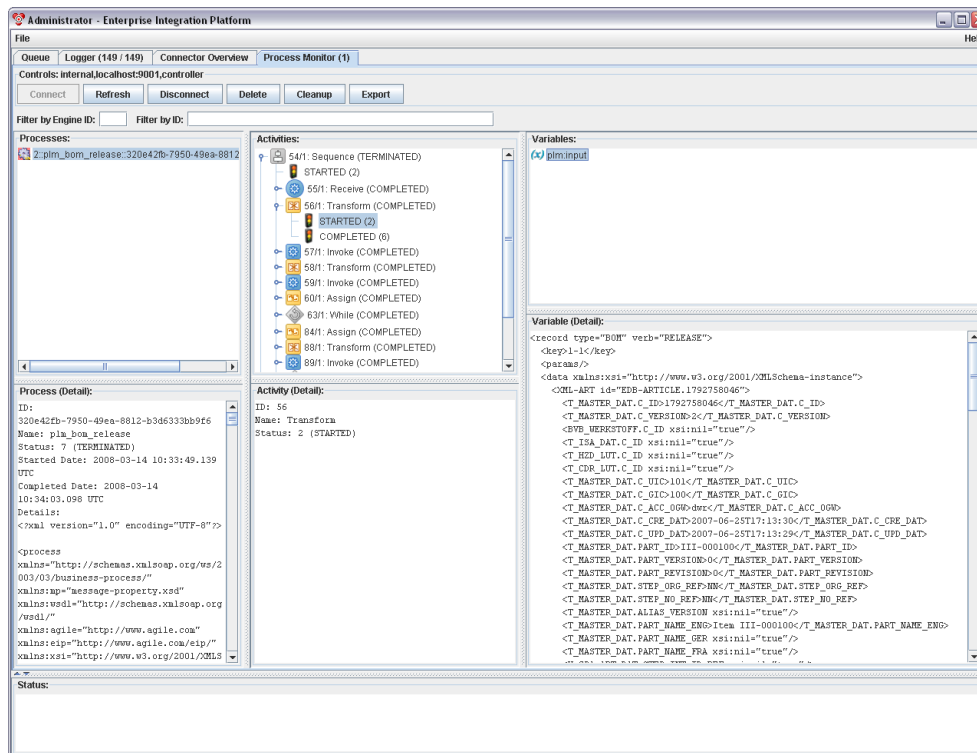 Administrator - Enterprise Integration Platform
File
Queue Logger (149 / 149) Connector Overview Process Monitor (1)
Controls: internal,localhost:9001,controller
Connect Refresh Disconnect Delete Cleanup Export
Filter by Engine ID: Filter by ID:
Processes:
2::plm_bom_release::320e42fb-7950-49ea-8812
Activities:
54/1: Sequence (TERMINATED)
STARTED (2)
55/1: Receive (COMPLETED)
56/1: Transform (COMPLETED)
STARTED (2)
COMPLETED (6)
57/1: Invoke (COMPLETED)
58/1: Transform (COMPLETED)
59/1: Invoke (COMPLETED)
60/1: Assign (COMPLETED)
63/1: While (COMPLETED)
84/1: Assign (COMPLETED)
88/1: Transform (COMPLETED)
89/1: Invoke (COMPLETED)
Variables:
(x) plm:input
Process (Detail):
ID:
320e42fb-7950-49ea-8812-b3d6333bb9f6
Name: plm_bom_release
Status: 7 (TERMINATED)
Started Date: 2008-03-14 10:33:49.139
UTC
Completed Date: 2008-03-14
10:34:03.098 UTC
Details:
<?xml version="1.0" encoding="UTF-8"?>
<process
xmlns="http://schemas.xmlsoap.org/ws/2
003/03/business-process/"
xmlns:mp="message-property.xsd"
xmlns:wsdl="http://schemas.xmlsoap.org
/wsdl/"
xmlns:agile="http://www.agile.com"
xmlns:eip="http://www.agile.com/eip/"
xmlns:xsi="http://www.w3.org/2001/XMLS
Activity (Detail):
ID: 56
Name: Transform
Status: 2 (STARTED)
Variable (Detail):
<record type="BOM" verb="RELEASE">
<key>1-1</key>
<params/>
<data xmlns:xsi="http://www.w3.org/2001/XMLSchema-instance">
<XML-ART id="EDB-ARTICLE.1792758046">
<T_MASTER_DAT.C_ID>1792758046</T_MASTER_DAT.C_ID>
<T_MASTER_DAT.C_VERSION>2</T_MASTER_DAT.C_VERSION>
<BVB_WERKSTOFF.C_ID xsi:nil="true"/>
<T_ISA_DAT.C_ID xsi:nil="true"/>
<T_HZD_LUT.C_ID xsi:nil="true"/>
<T_CDR_LUT.C_ID xsi:nil="true"/>
<T_MASTER_DAT.C_UIC>101</T_MASTER_DAT.C_UIC>
<T_MASTER_DAT.C_GIC>100</T_MASTER_DAT.C_GIC>
<T_MASTER_DAT.C_ACC_OGW>dwr</T_MASTER_DAT.C_ACC_OGW>
<T_MASTER_DAT.C_CRE_DAT>2007-06-25T17:13:30</T_MASTER_DAT.C_CRE_DAT>
<T_MASTER_DAT.C_UPD_DAT>2007-06-25T17:13:29</T_MASTER_DAT.C_UPD_DAT>
<T_MASTER_DAT.PART_ID>III-000100</T_MASTER_DAT.PART_ID>
<T_MASTER_DAT.PART_VERSION>0</T_MASTER_DAT.PART_VERSION>
<T_MASTER_DAT.PART_REVISION>0</T_MASTER_DAT.PART_REVISION>
<T_MASTER_DAT.STEP_ORG_REF>NN</T_MASTER_DAT.STEP_ORG_REF>
<T_MASTER_DAT.STEP_NO_REF>NN</T_MASTER_DAT.STEP_NO_REF>
<T_MASTER_DAT.ALIAS_VERSION xsi:nil="true"/>
<T_MASTER_DAT.PART_NAME_ENG>Item III-000100</T_MASTER_DAT.PART_NAME_ENG>
<T_MASTER_DAT.PART_NAME_GER xsi:nil="true"/>
<T_MASTER_DAT.PART_NAME_FRA xsi:nil="true"/>
Status: